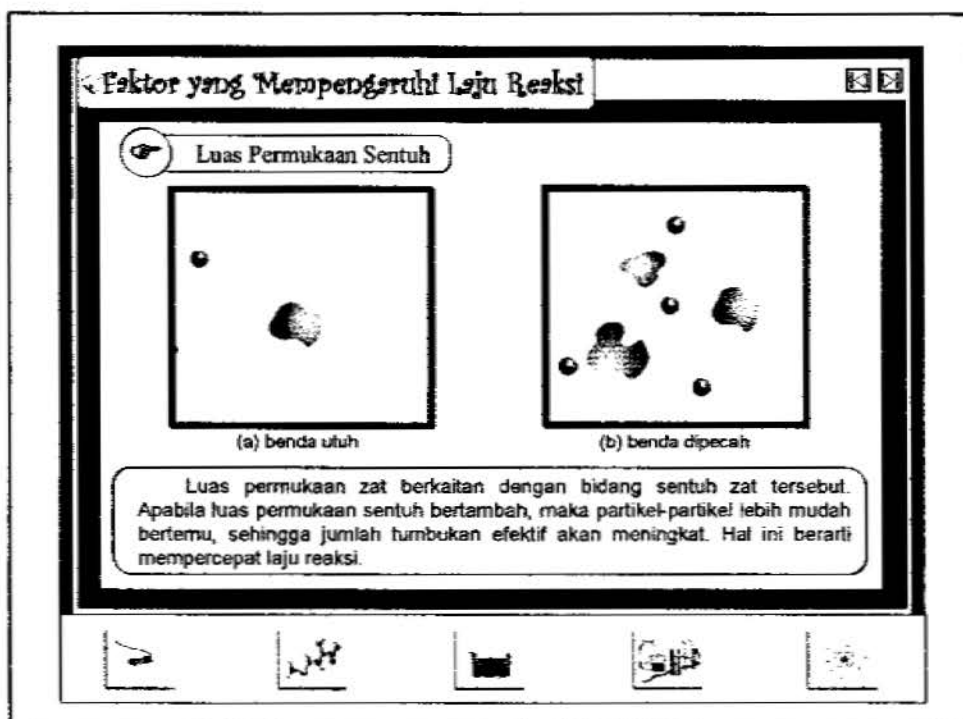 Faktor yang Mempengaruhi Laju Reaksi
Luas Permukaan Sentuh
(a) benda utuh
(b) benda dipecah
Luas permukaan zat berkaitan dengan bidang sentuh zat tersebut.
Apabila luas permukaan sentuh bertambah, maka partikel-partikel lebih mudah
bertemu, sehingga jumlah tumbukan efektif akan meningkat. Hal ini berarti
mempercepat laju reaksi.